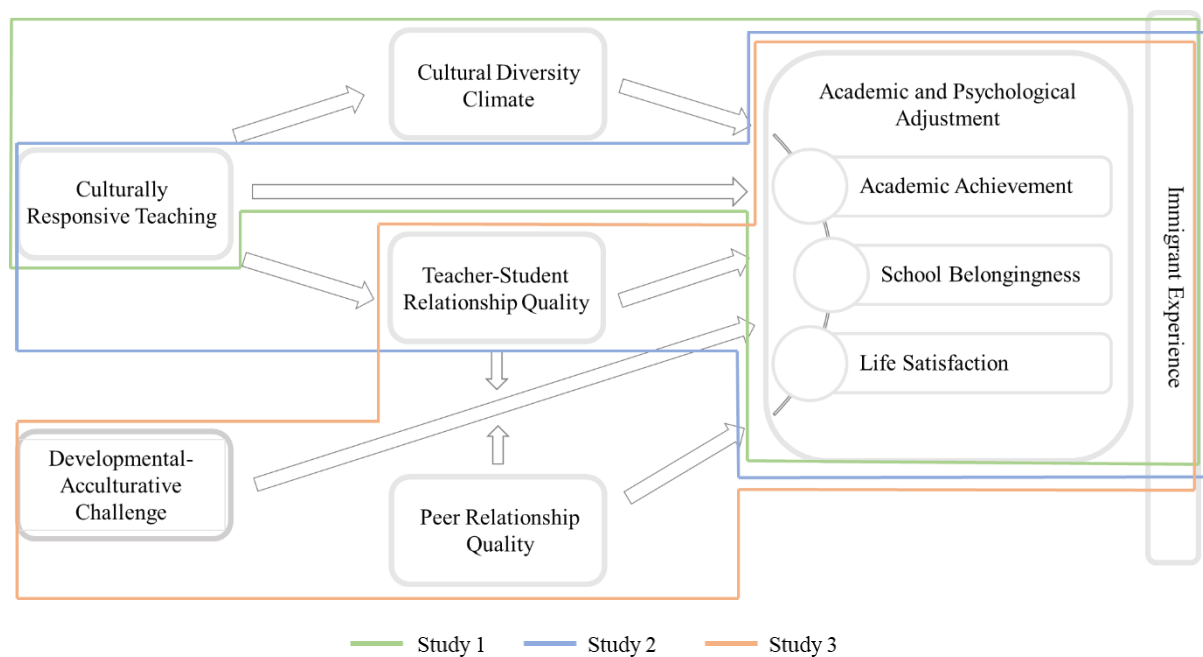 Cultural Diversity
Climate
Academic and Psychological
Adjustment
Culturally
Responsive Teaching
Academic Achievement
Teacher-Student
Relationship Quality
School Belongingness
Life Satisfaction
Immigrant Experience
Developmental-
Acculturative
Challenge
Peer Relationship
Quality
Study 1
Study 2
Study 3